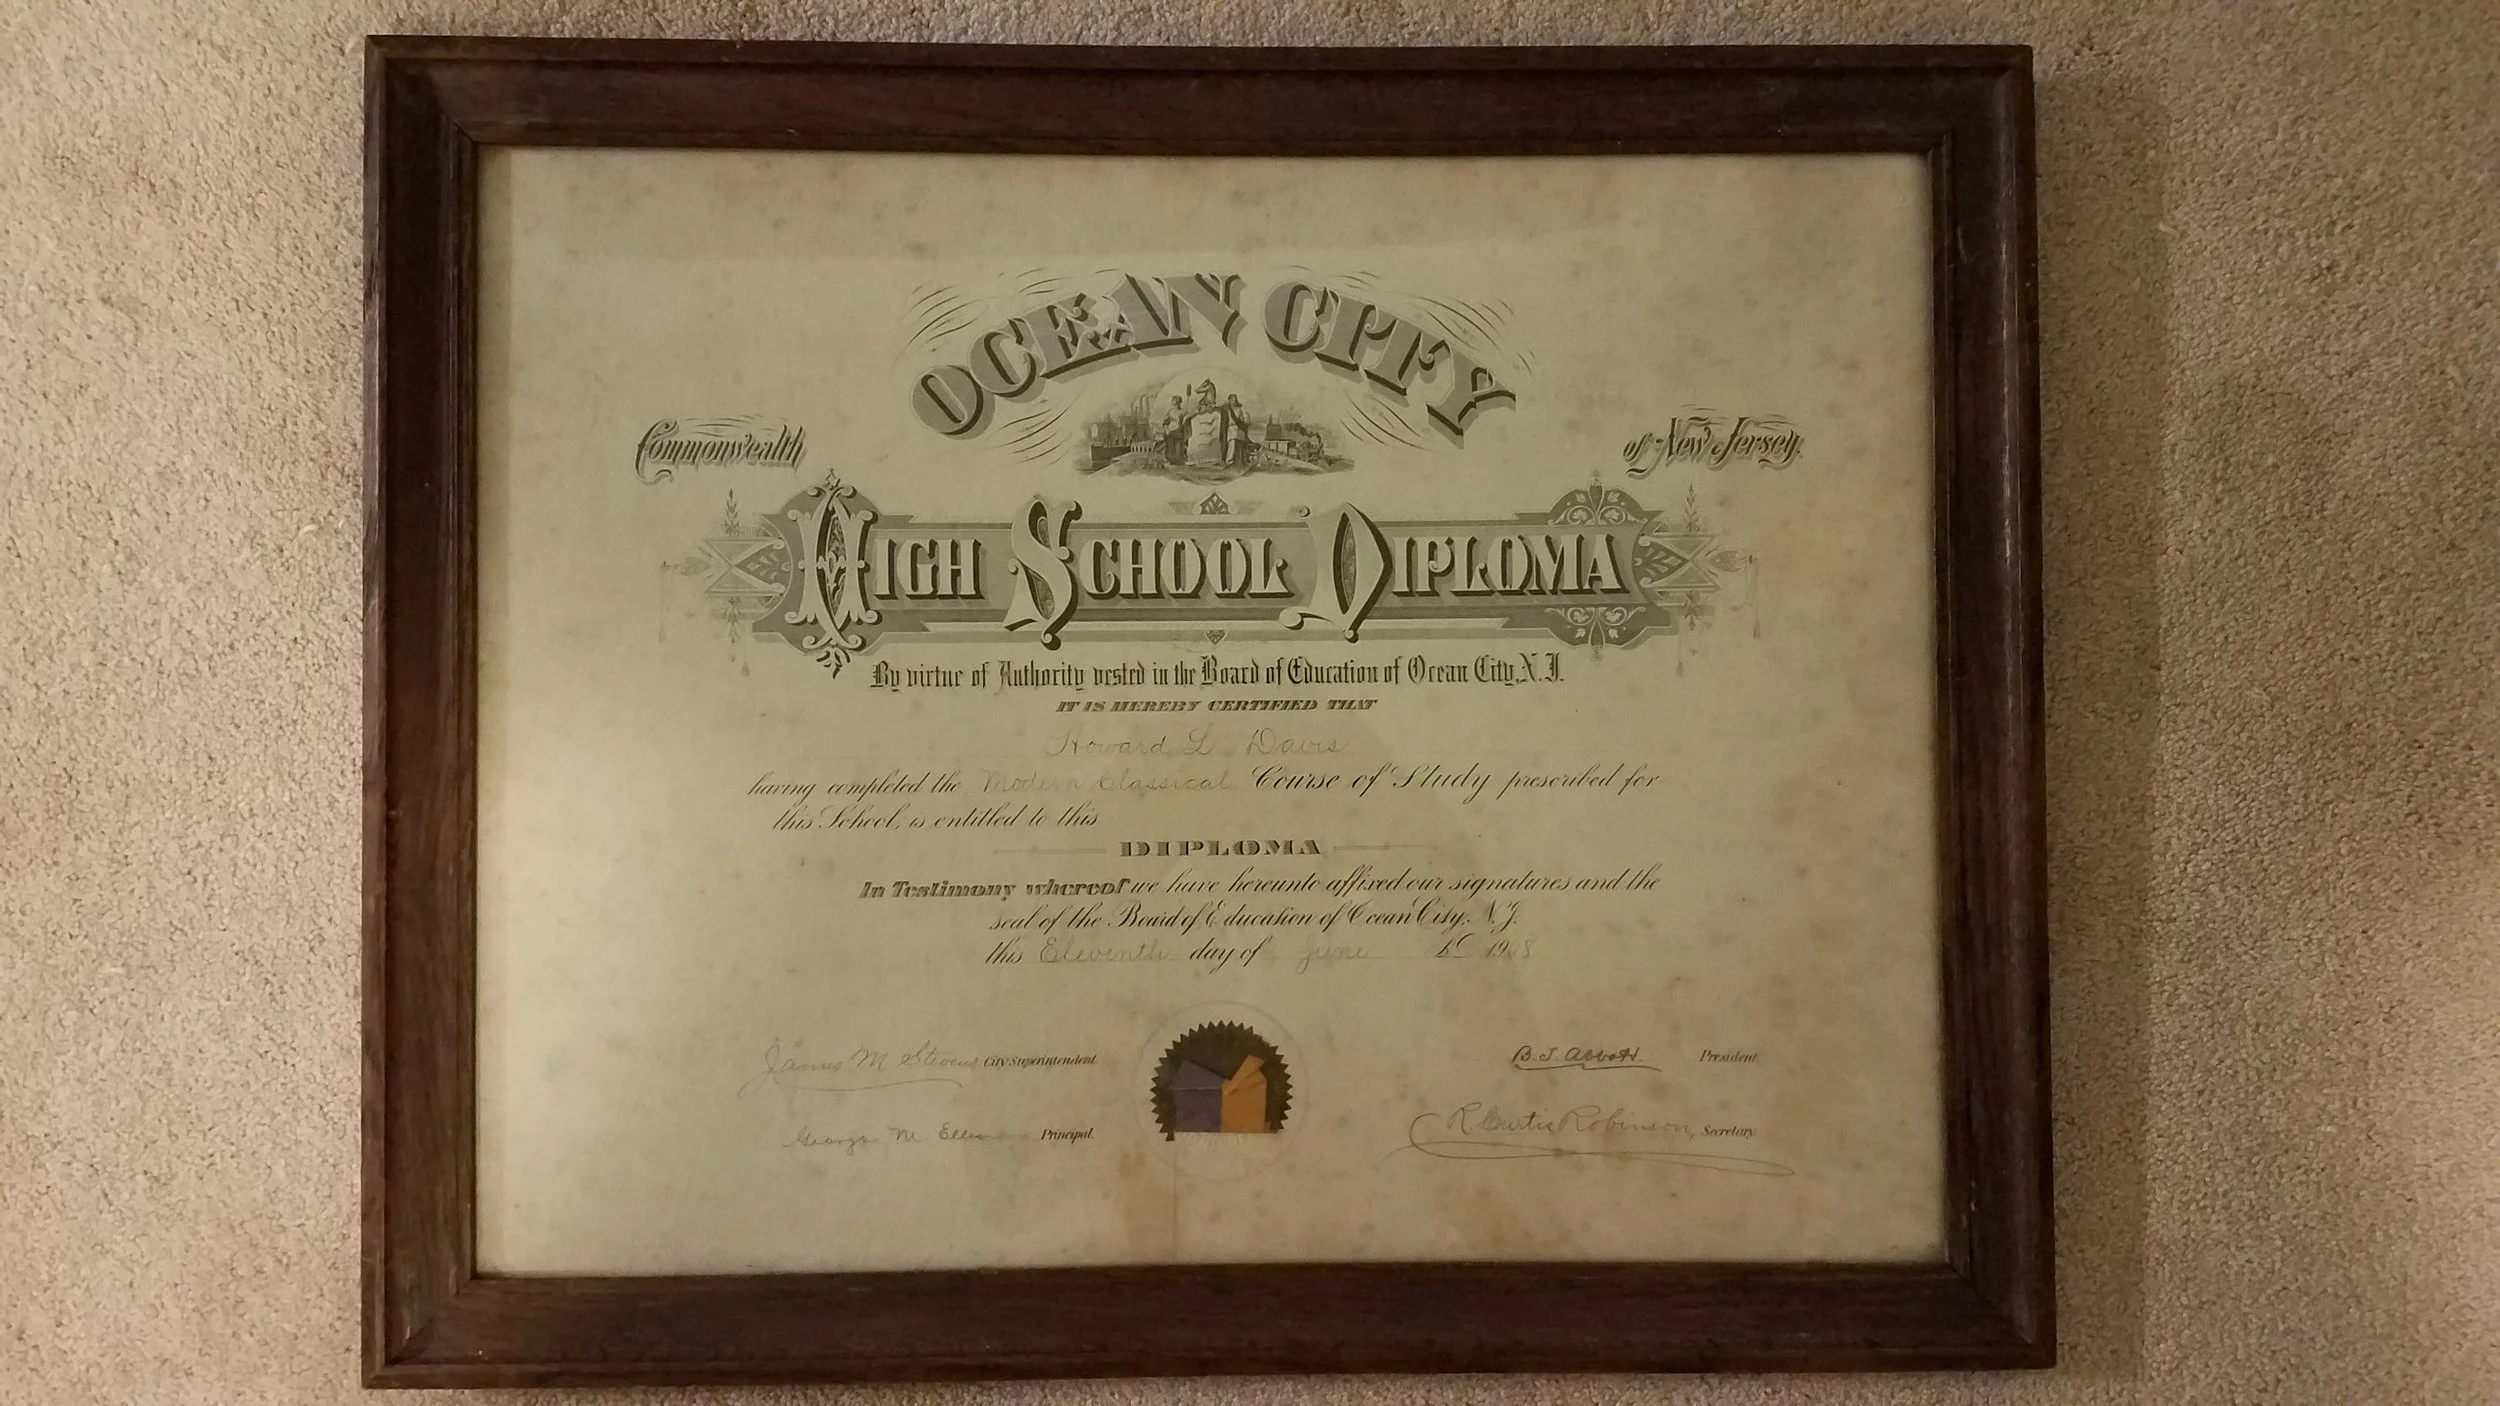 OCEAN CITY
Commonwealth of New Jersey.
HIGH SCHOOL DIPLOMA
By virtue of Authority vested in the Board of Education of Ocean City, N. J.
IT IS HEREBY CERTIFIED THAT
Howard L. Davis
having completed the Modern Classical Course of Study prescribed for
this School, is entitled to this
DIPLOMA
In Testimony whereof we have hereunto affixed our signatures and the
seal of the Board of Education of Ocean City, N. J.
this Eleventh day of June AD 1908
James M Stevens City Superintendent.
B. J. Abbott. President.
George M Principal.
R. Curtis Robinson, Secretary.